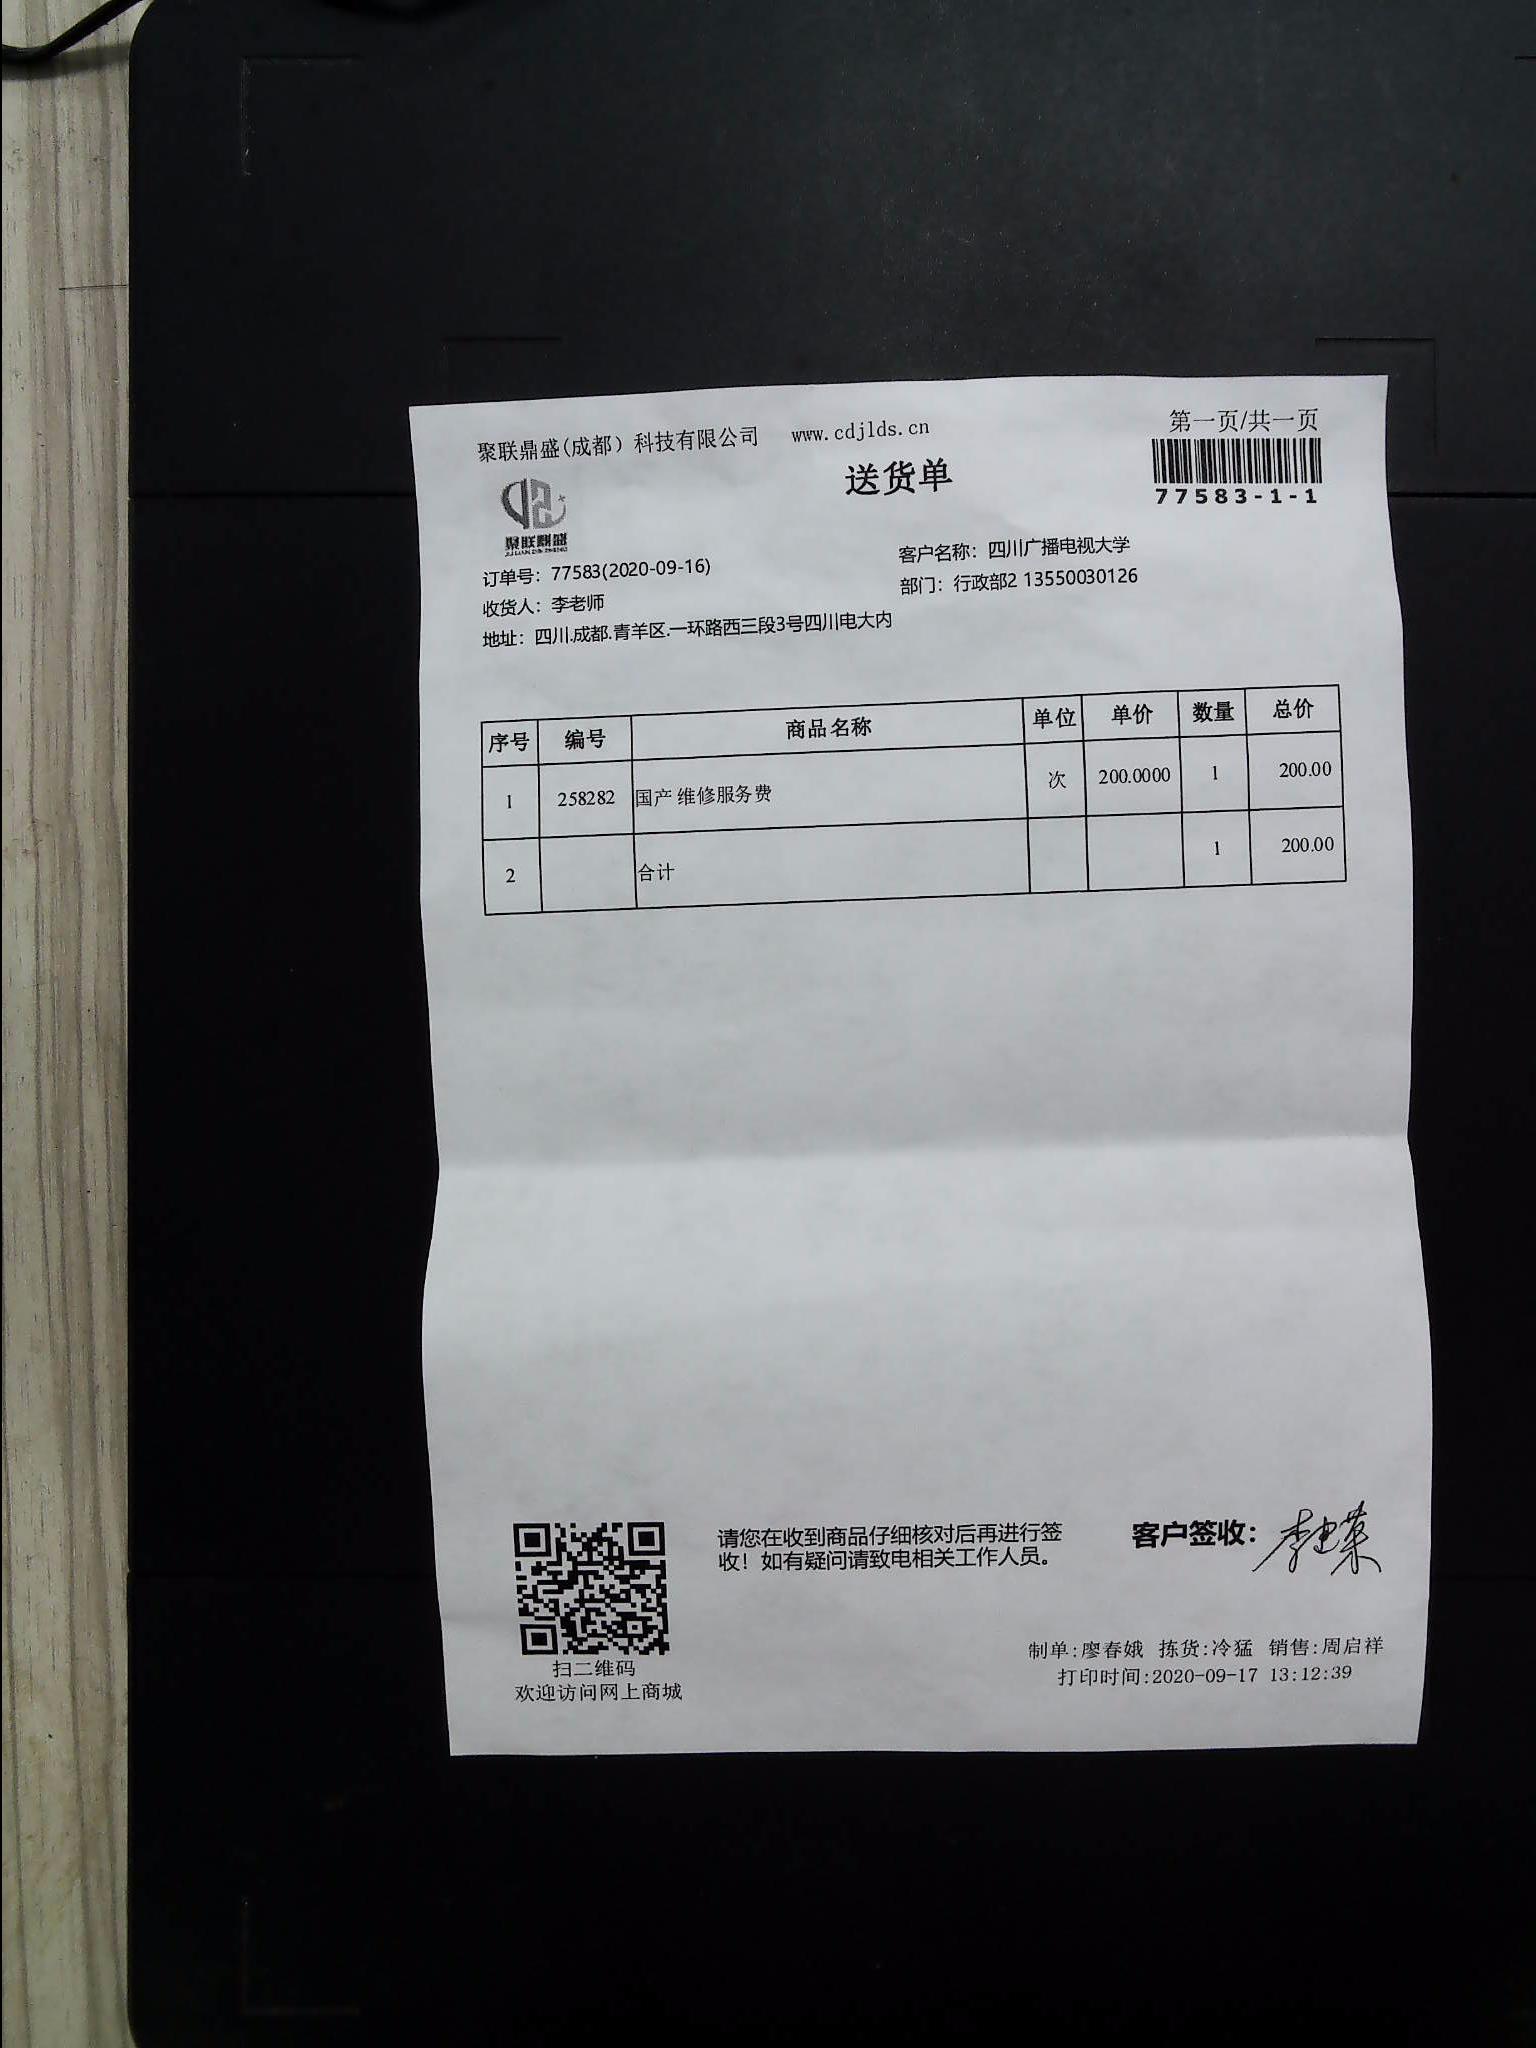 聚联鼎盛(成都）科技有限公司 www.cdjlds.cn 第一页/共一页
送货单
77583-1-1
聚联鼎盛
订单号：77583(2020-09-16) 客户名称：四川广播电视大学
收货人：李老师 部门：行政部2 13550030126
地址：四川.成都.青羊区.一环路西三段3号四川电大内
序号 编号 商品名称 单位 单价 数量 总价
1 258282 国产 维修服务费 次 200.0000 1 200.00
2 合计 1 200.00
请您在收到商品仔细核对后再进行签
收！如有疑问请致电相关工作人员。
客户签收：
扫二维码
欢迎访问网上商城
制单:廖春娥 拣货:冷猛 销售:周启祥
打印时间:2020-09-17 13:12:39